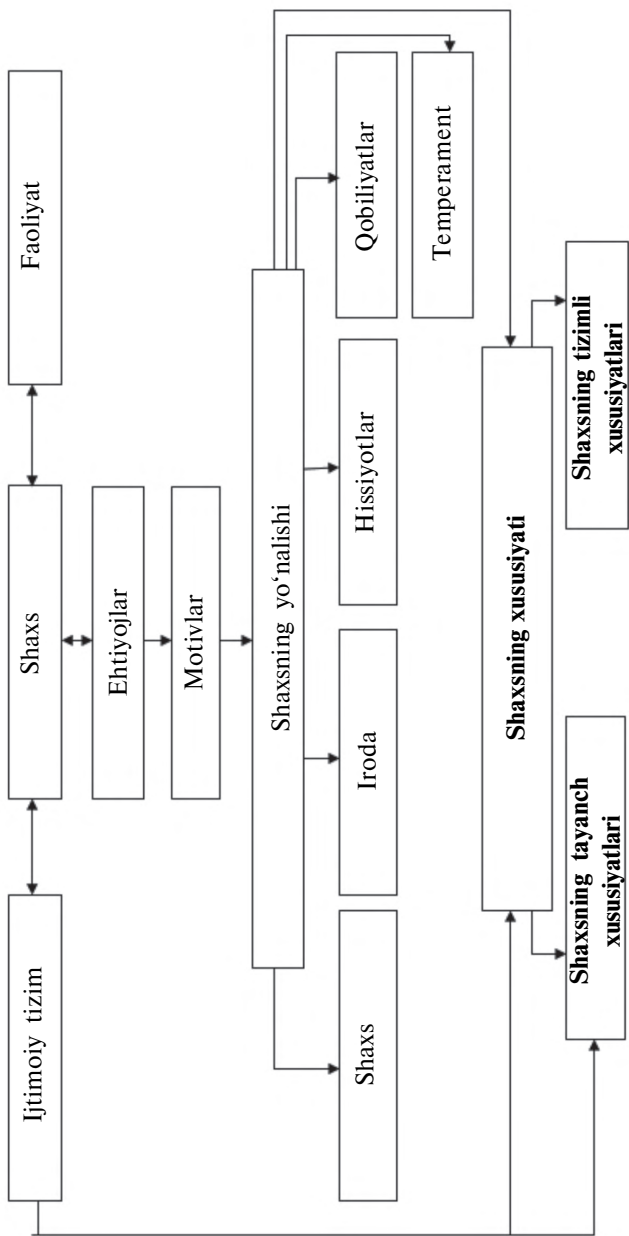 Ijtimoiy tizim
Shaxs
Faoliyat
Ehtiyojlar
Motivlar
Shaxsning yo‘nalishi
Shaxs
Iroda
Hissiyotlar
Qobiliyatlar
Temperament
Shaxsning xususiyati
Shaxsning tayanch
xususiyatlari
Shaxsning tizimli
xususiyatlari